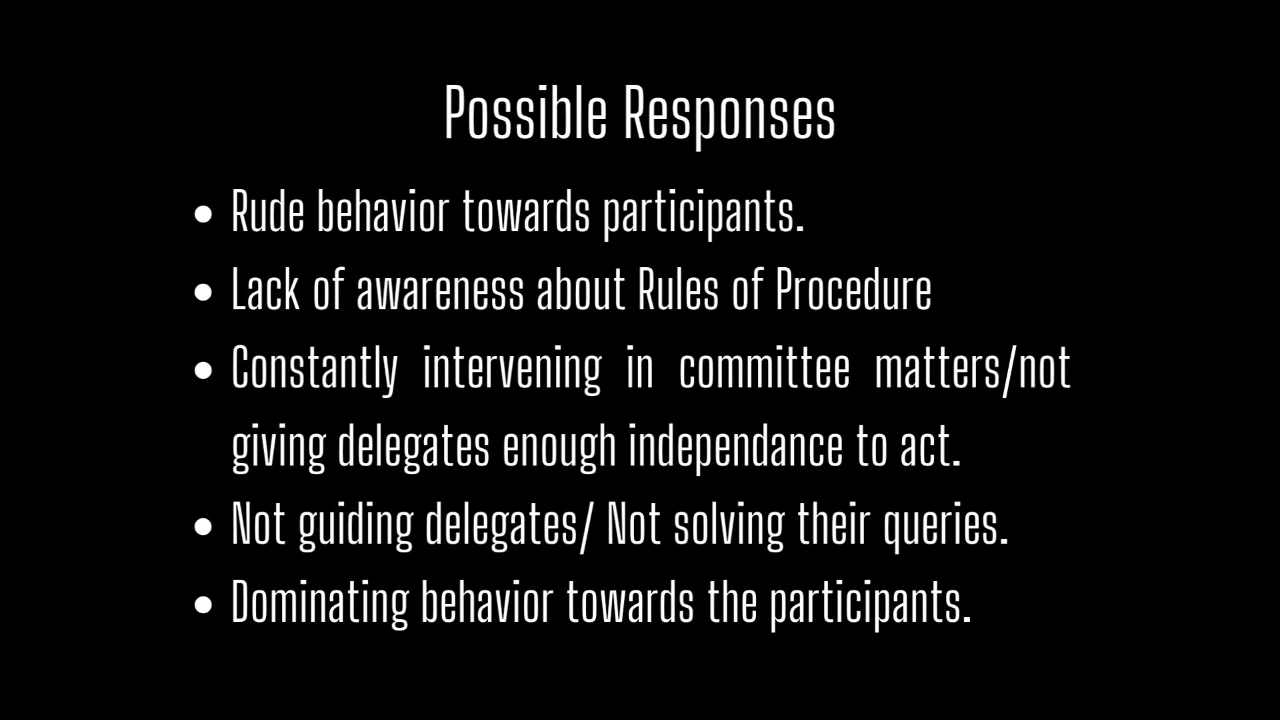 Possible Responses
• Rude behavior towards participants.
• Lack of awareness about Rules of Procedure
• Constantly intervening in committee matters/not
giving delegates enough independance to act.
• Not guiding delegates/ Not solving their queries.
• Dominating behavior towards the participants.